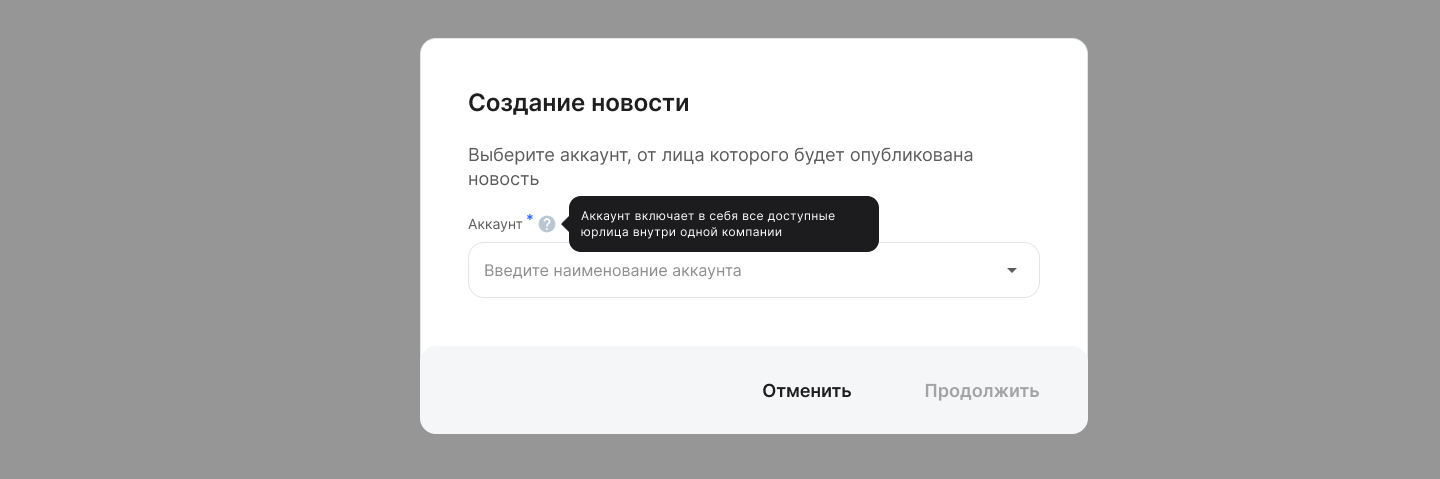 Создание новости
Выберите аккаунт, от лица которого будет опубликована
новость
Аккаунт * ?
Аккаунт включает в себя все доступные
юрлица внутри одной компании
Введите наименование аккаунта
Отменить Продолжить